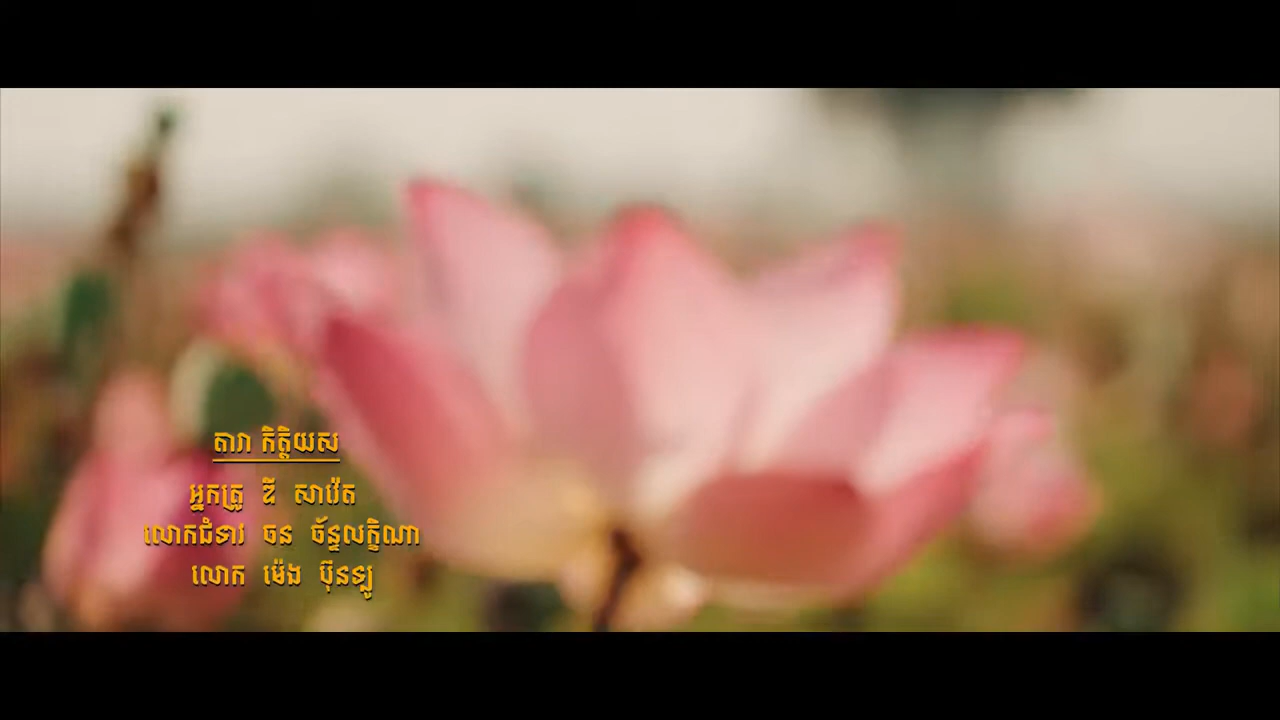 តារា កិត្តិយស
អ្នកគ្រូ ឌី សាវ៉េត
លោកជំទាវ ចន ច័ន្ទលក្ខិណា
លោក ម៉េង ប៊ុនឡូ